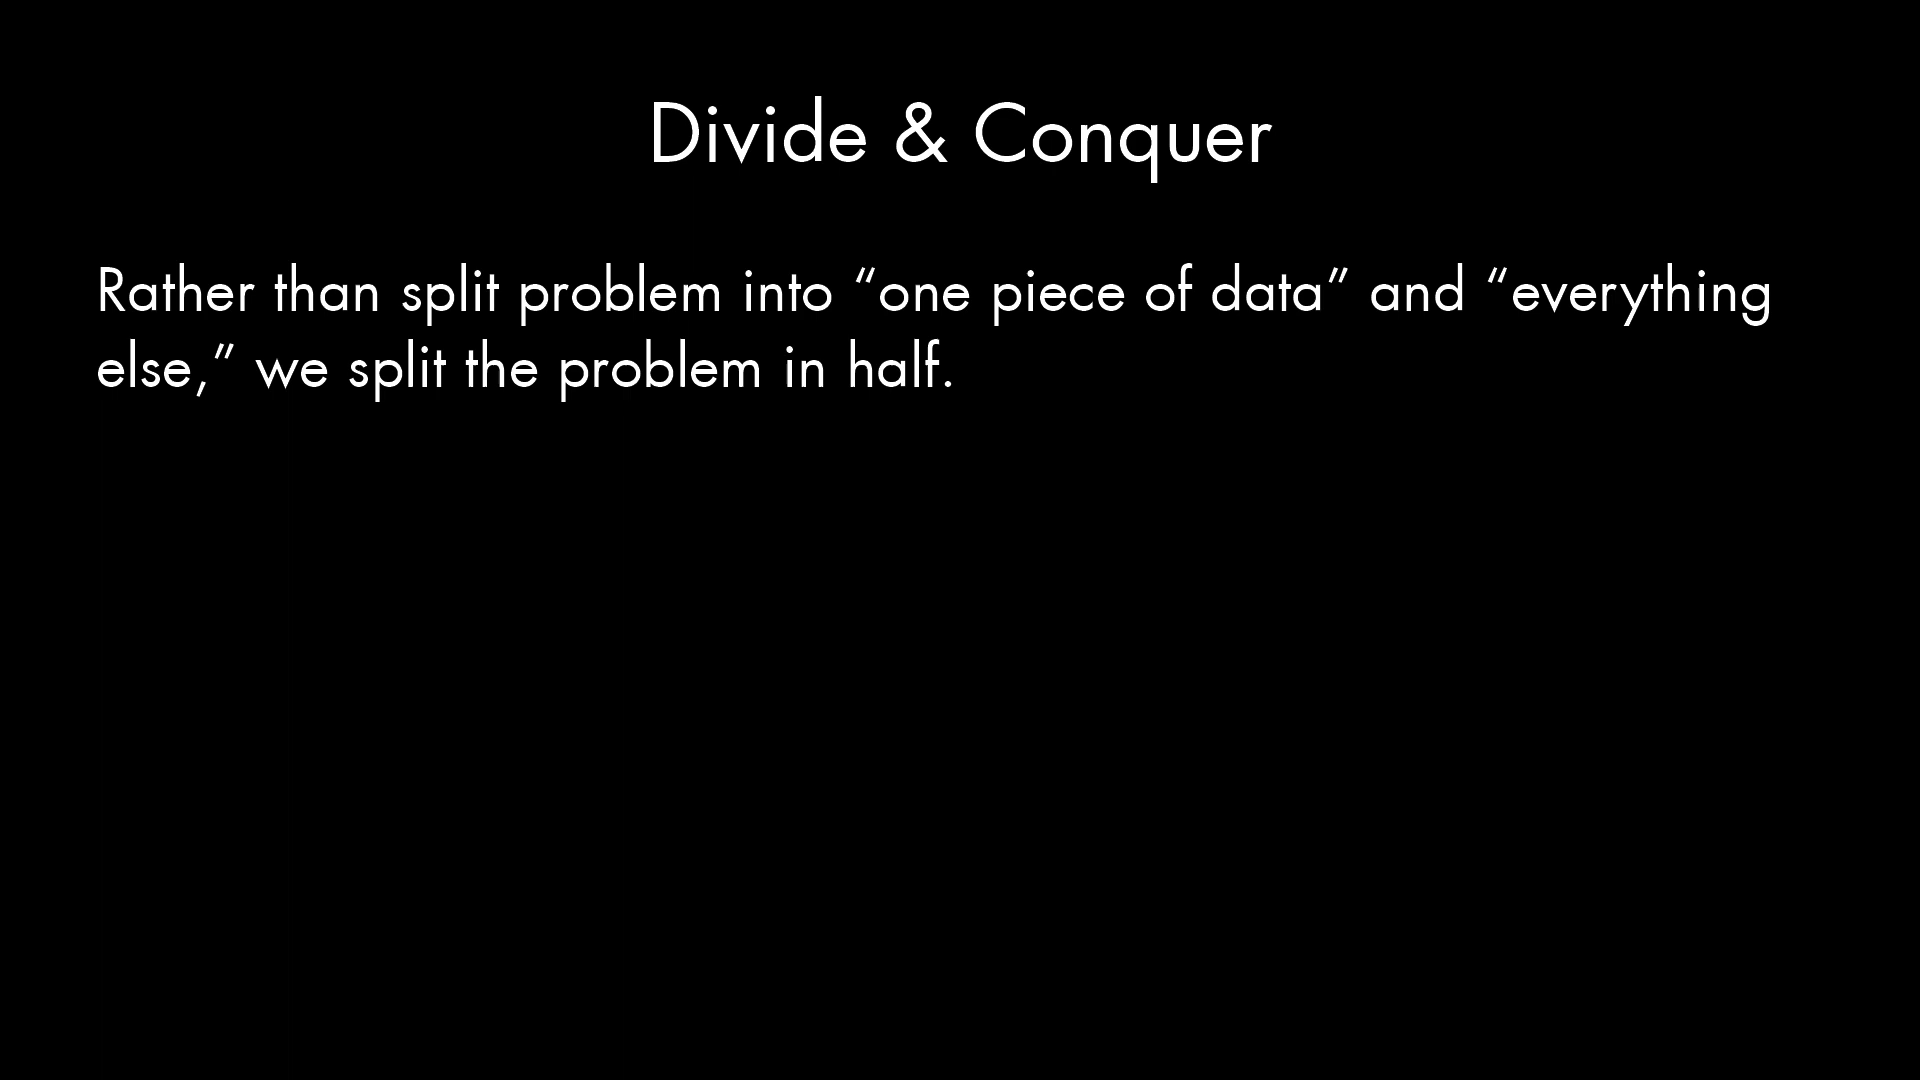 Divide & Conquer
Rather than split problem into “one piece of data” and “everything
else,” we split the problem in half.